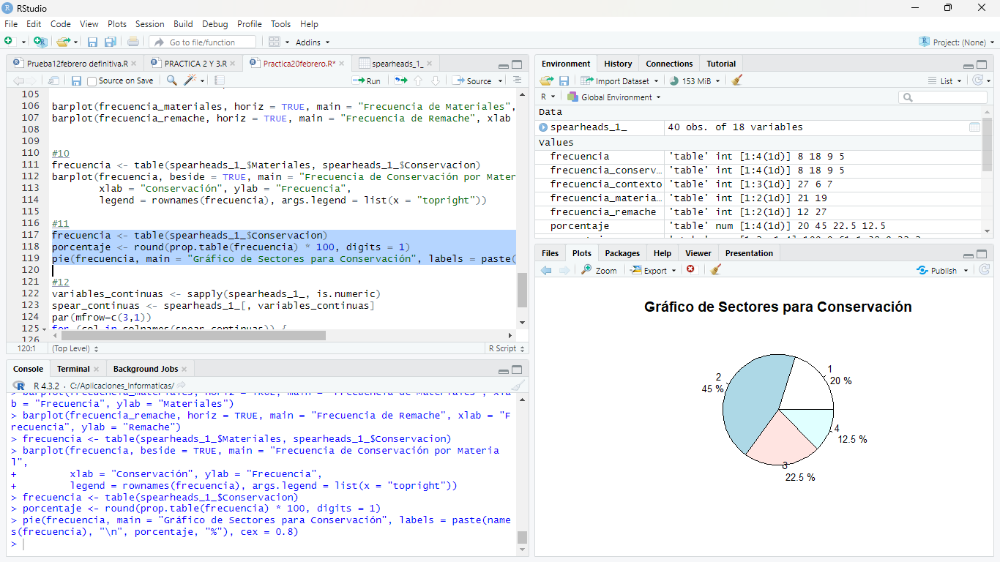 RStudio
File Edit Code View Plots Session Build Debug Profile Tools Help
Go to file/function Addins Project: (None)
Prueba12febrero definitiva.R PRACTICA 2 Y 3.R Practica20febrero.R* spearheads_1_
Source on Save Run Source
105
106 barplot(frecuencia_materiales, horiz = TRUE, main = "Frecuencia de Materiales",
107 barplot(frecuencia_remache, horiz = TRUE, main = "Frecuencia de Remache", xlab
108
109
110 #10
111 frecuencia <- table(spearheads_1_$Materiales, spearheads_1_$Conservacion)
112 barplot(frecuencia, beside = TRUE, main = "Frecuencia de Conservación por Mater
113 xlab = "Conservación", ylab = "Frecuencia",
114 legend = rownames(frecuencia), args.legend = list(x = "topright"))
115
116 #11
117 frecuencia <- table(spearheads_1_$Conservacion)
118 porcentaje <- round(prop.table(frecuencia) * 100, digits = 1)
119 pie(frecuencia, main = "Gráfico de Sectores para Conservación", labels = paste(
120
121 #12
122 variables_continuas <- sapply(spearheads_1_, is.numeric)
123 spear_continuas <- spearheads_1_[, variables_continuas]
124 par(mfrow=c(3,1))
125 for (col in colnames(spear_continuas)) {
126
120:1 (Top Level) R Script
Console Terminal Background Jobs
R 4.3.2 · C:/Aplicaciones_Informaticas/
> barplot(frecuencia_materiales, horiz = TRUE, main = "Frecuencia de Materiales", xla
b = "Frecuencia", ylab = "Materiales")
> barplot(frecuencia_remache, horiz = TRUE, main = "Frecuencia de Remache", xlab = "F
recuencia", ylab = "Remache")
> frecuencia <- table(spearheads_1_$Materiales, spearheads_1_$Conservacion)
> barplot(frecuencia, beside = TRUE, main = "Frecuencia de Conservación por Materia
l",
+ xlab = "Conservación", ylab = "Frecuencia",
+ legend = rownames(frecuencia), args.legend = list(x = "topright"))
> frecuencia <- table(spearheads_1_$Conservacion)
> porcentaje <- round(prop.table(frecuencia) * 100, digits = 1)
> pie(frecuencia, main = "Gráfico de Sectores para Conservación", labels = paste(name
s(frecuencia), "\n", porcentaje, "%"), cex = 0.8)
>
Environment History Connections Tutorial
Import Dataset 153 MiB List
R Global Environment
Data
spearheads_1_ 40 obs. of 18 variables
Values
frecuencia 'table' int [1:4(1d)] 8 18 9 5
frecuencia_conserv… 'table' int [1:4(1d)] 8 18 9 5
frecuencia_contexto 'table' int [1:3(1d)] 27 6 7
frecuencia_materia… 'table' int [1:2(1d)] 21 19
frecuencia_remache 'table' int [1:2(1d)] 12 27
porcentaje 'table' num [1:4(1d)] 20 45 22.5 12.5
Files Plots Packages Help Viewer Presentation
Zoom Export Publish
Gráfico de Sectores para Conservación
1
20 %
2
45 %
4
12.5 %
3
22.5 %